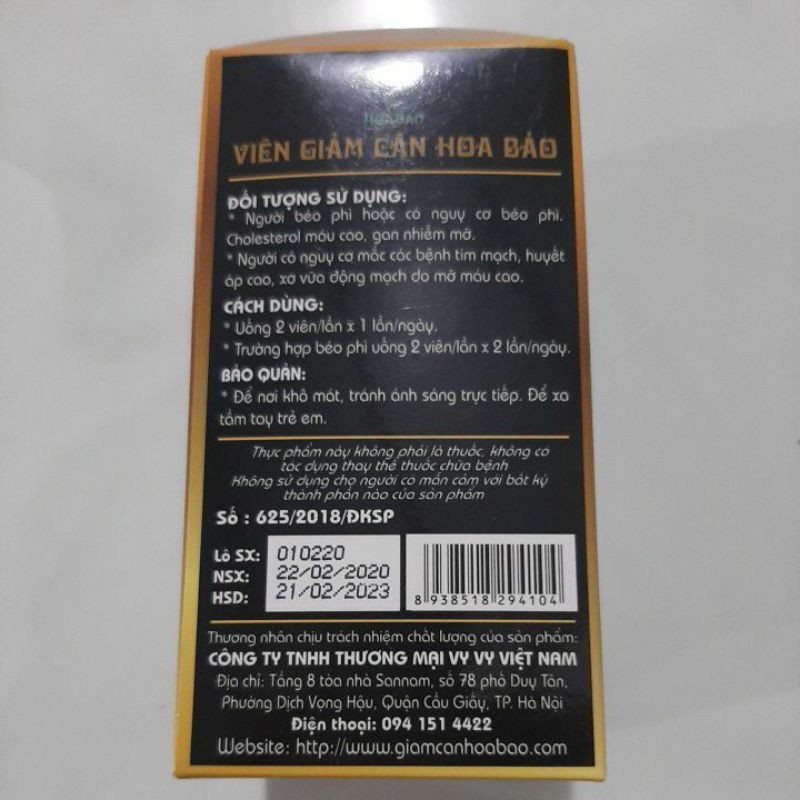 HOA BẢO
VIÊN GIẢM CÂN HOA BẢO
ĐỐI TƯỢNG SỬ DỤNG:
* Người béo phì hoặc có nguy cơ béo phì.
Cholesterol máu cao, gan nhiễm mỡ.
* Người có nguy cơ mắc các bệnh tim mạch, huyết
áp cao, xơ vữa động mạch do mỡ máu cao.
CÁCH DÙNG:
* Uống 2 viên/lần x 1 lần/ngày.
* Trường hợp béo phì uống 2 viên/lần x 2 lần/ngày.
BẢO QUẢN:
* Để nơi khô mát, tránh ánh sáng trực tiếp. Để xa
tầm tay trẻ em.
Thực phẩm này không phải là thuốc, không có
tác dụng thay thế thuốc chữa bệnh
Không sử dụng cho người có mẫn cảm với bất kỳ
thành phần nào của sản phẩm
Số : 625/2018/ĐKSP
Lô SX: 010220
NSX: 22/02/2020
HSD: 21/02/2023
8 938518 294104
Thương nhân chịu trách nhiệm chất lượng của sản phẩm:
CÔNG TY TNHH THƯƠNG MẠI VY VY VIỆT NAM
Địa chỉ: Tầng 8 tòa nhà Sannam, số 78 phố Duy Tân,
Phường Dịch Vọng Hậu, Quận Cầu Giấy, TP. Hà Nội
Điện thoại: 094 151 4422
Website: http://www.giamcanhoabao.com